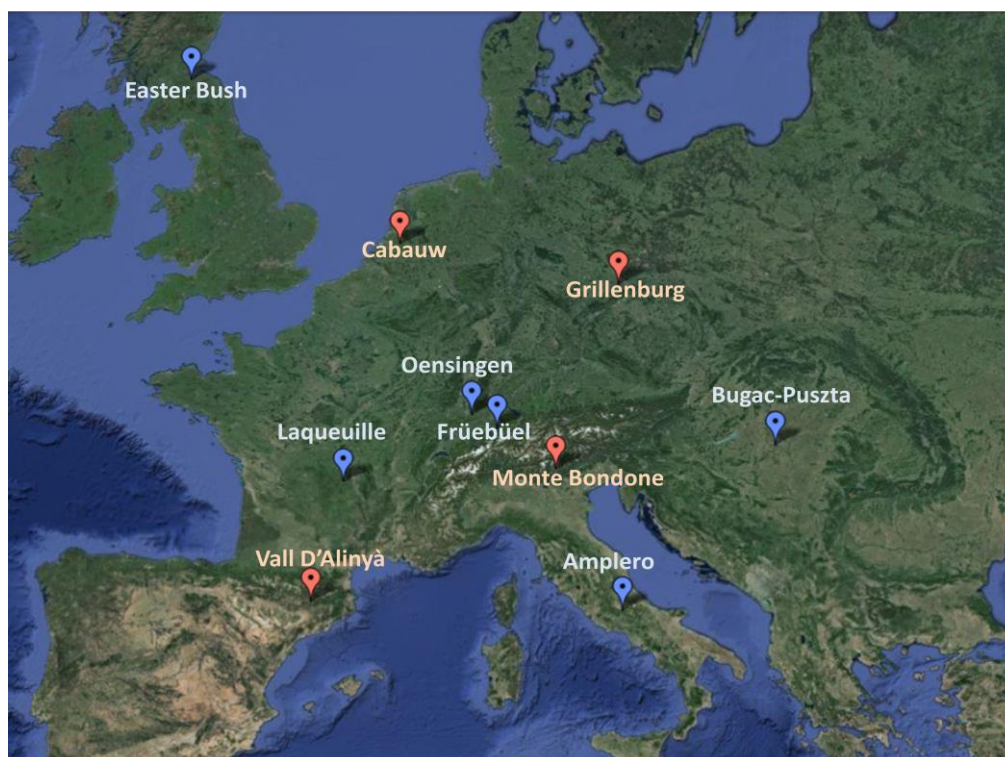 Easter Bush
Cabauw
Grillenburg
Oensingen
Bugac-Puszta
Laqueuille
Früebüel
Monte Bondone
Vall D'Alinyà
Amplero